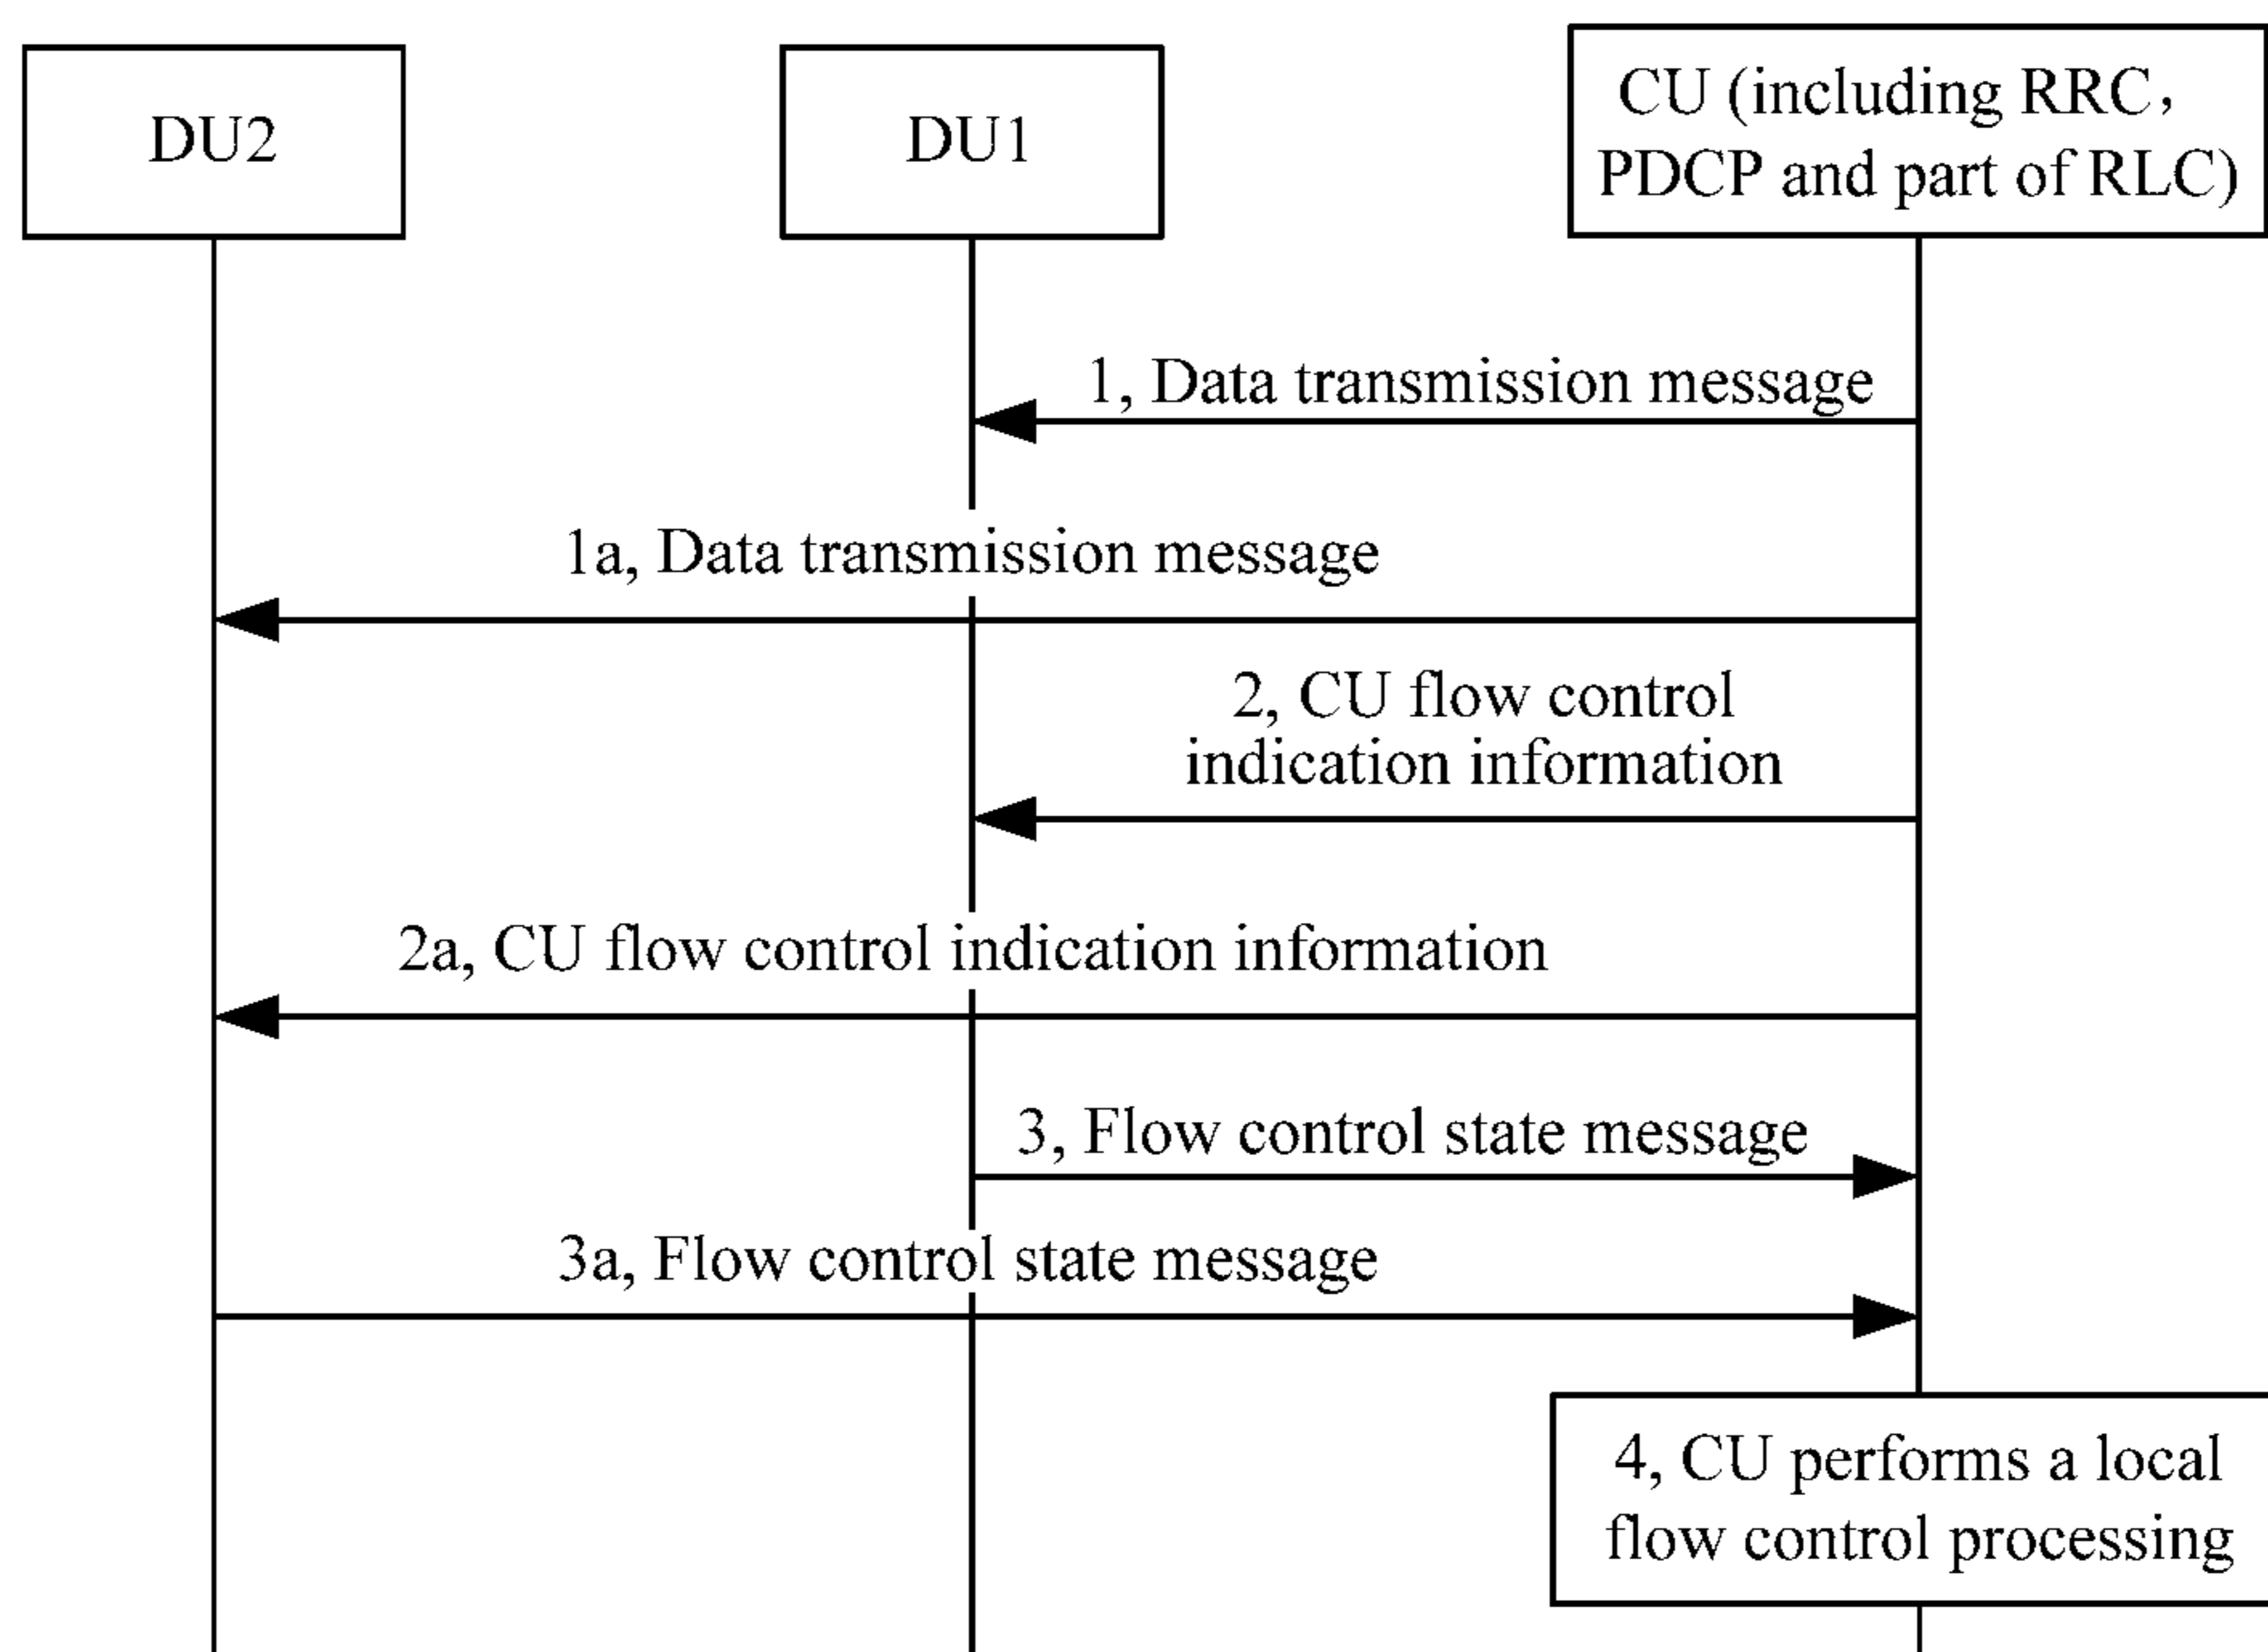 DU2
DU1
CU (including RRC,
PDCP and part of RLC)
1, Data transmission message
1a, Data transmission message
2, CU flow control
indication information
2a, CU flow control indication information
3, Flow control state message
3a, Flow control state message
4, CU performs a local
flow control processing